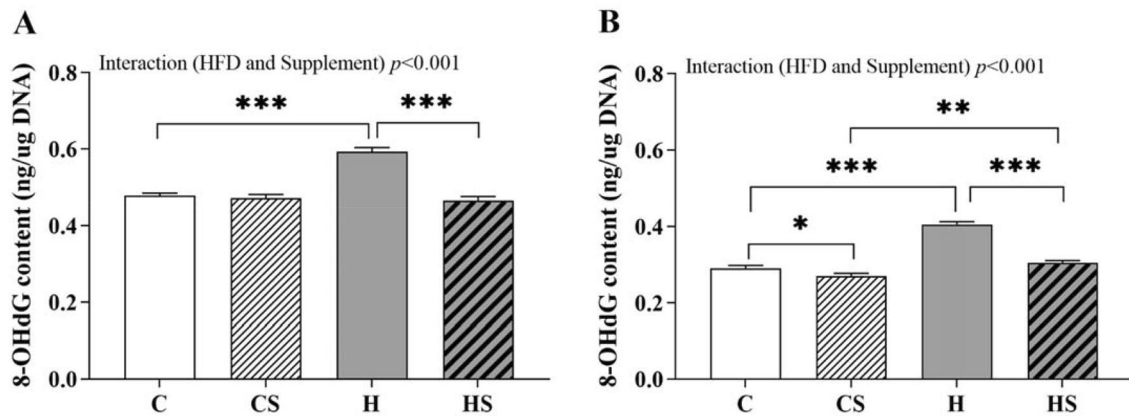 A
Interaction (HFD and Supplement) p<0.001
8-OHdG content (ng/ug DNA)
0.8
0.6
0.4
0.2
0.0
***
***
C
CS
H
HS
B
Interaction (HFD and Supplement) p<0.001
8-OHdG content (ng/ug DNA)
0.8
0.6
0.4
0.2
0.0
**
***
***
*
C
CS
H
HS